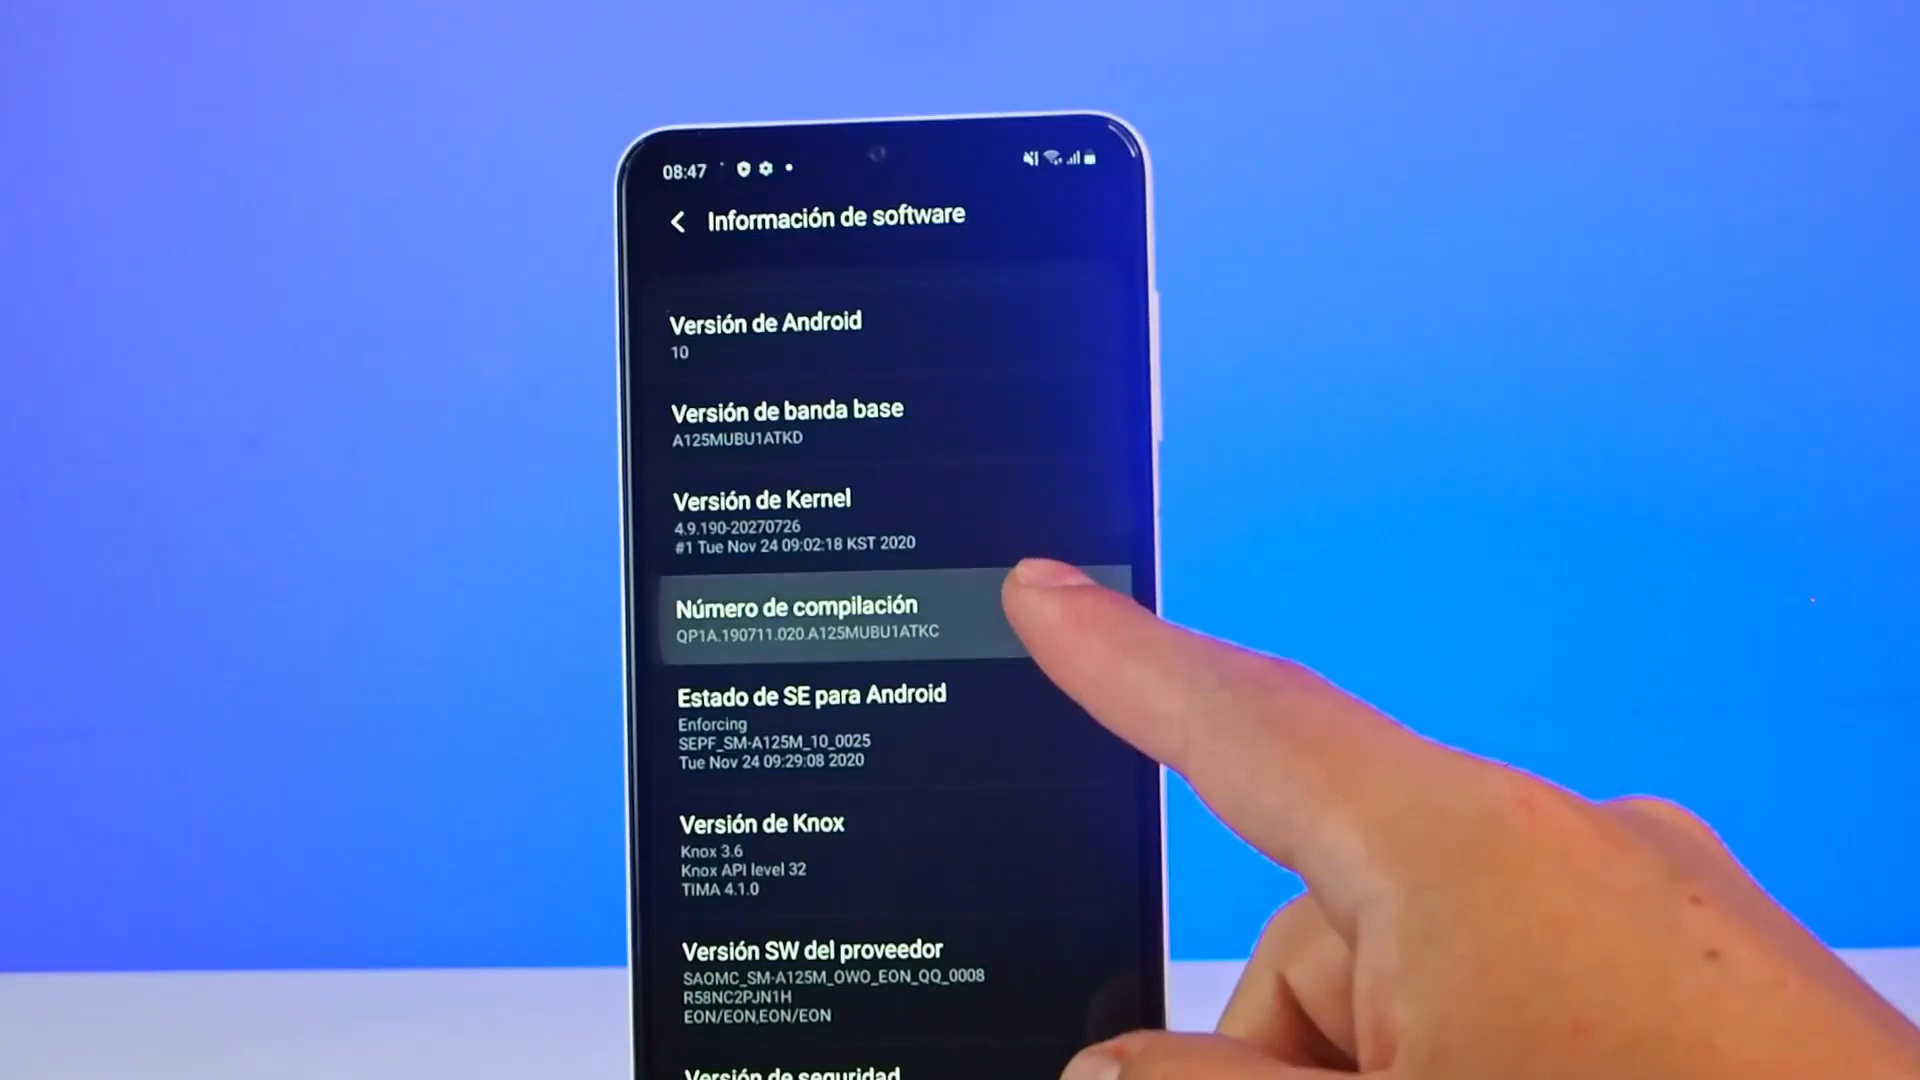 08:47
Información de software
Versión de Android
10
Versión de banda base
A125MUBU1ATKD
Versión de Kernel
4.9.190-20270726
#1 Tue Nov 24 09:02:18 KST 2020
Número de compilación
QP1A.190711.020.A125MUBU1ATKC
Estado de SE para Android
Enforcing
SEPF_SM-A125M_10_0025
Tue Nov 24 09:29:08 2020
Versión de Knox
Knox 3.6
Knox API level 32
TIMA 4.1.0
Versión SW del proveedor
SAOMC_SM-A125M_OWO_EON_QQ_0008
R58NC2PJN1H
EON/EON,EON/EON
Versión de seguridad